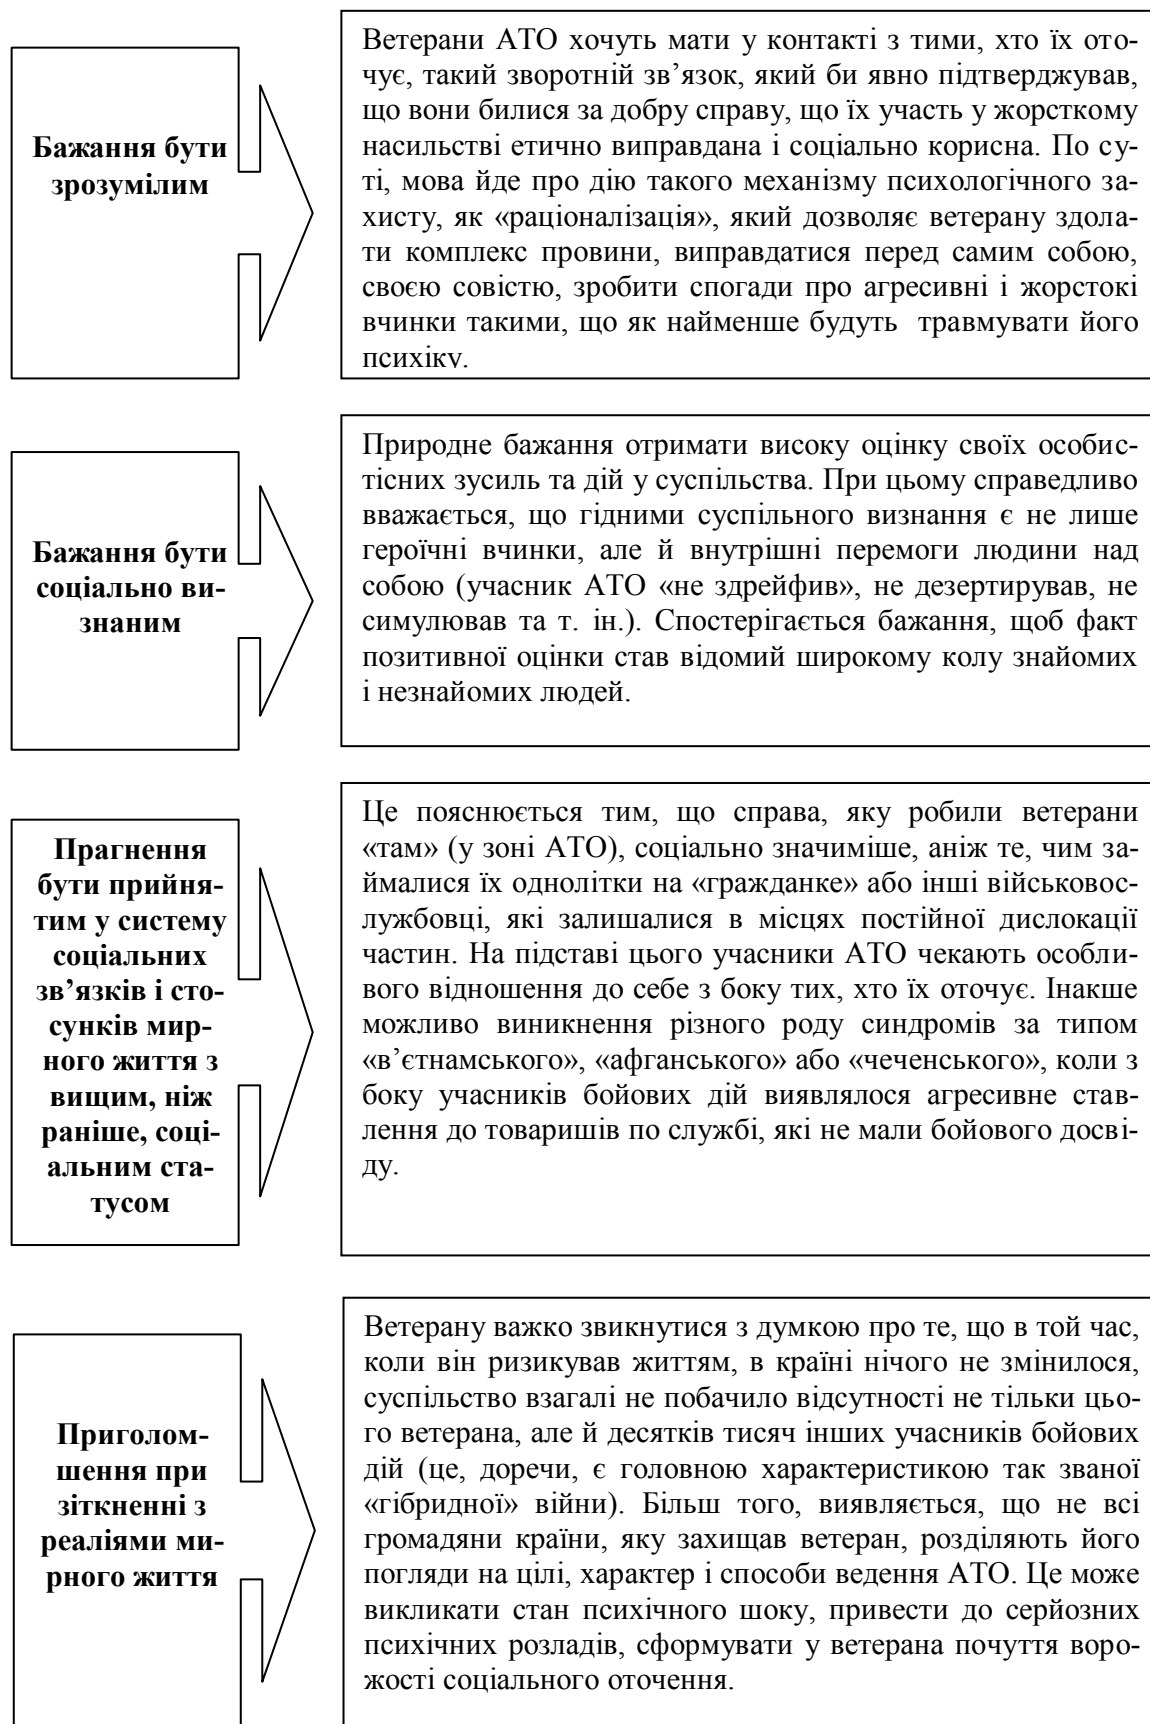 Бажання бути
зрозумілим
Ветерани АТО хочуть мати у контакті з тими, хто їх ото-
чує, такий зворотній зв’язок, який би явно підтверджував,
що вони билися за добру справу, що їх участь у жорсткому
насильстві етично виправдана і соціально корисна. По су-
ті, мова йде про дію такого механізму психологічного за-
хисту, як «раціоналізація», який дозволяє ветерану здола-
ти комплекс провини, виправдатися перед самим собою,
своєю совістю, зробити спогади про агресивні і жорстокі
вчинки такими, що як найменше будуть травмувати його
психіку.
Бажання бути
соціально ви-
знаним
Природне бажання отримати високу оцінку своїх особис-
тісних зусиль та дій у суспільства. При цьому справедливо
вважається, що гідними суспільного визнання є не лише
героїчні вчинки, але й внутрішні перемоги людини над
собою (учасник АТО «не здрейфив», не дезертирував, не
симулював та т. ін.). Спостерігається бажання, щоб факт
позитивної оцінки став відомий широкому колу знайомих
і незнайомих людей.
Прагнення
бути прийня-
тим у систему
соціальних
зв’язків і сто-
сунків мир-
ного життя з
вищим, ніж
раніше, соці-
альним ста-
тусом
Це пояснюється тим, що справа, яку робили ветерани
«там» (у зоні АТО), соціально значиміше, аніж те, чим за-
ймалися їх однолітки на «гражданке» або інші військовос-
лужбовці, які залишалися в місцях постійної дислокації
частин. На підставі цього учасники АТО чекають особли-
вого відношення до себе з боку тих, хто їх оточує. Інакше
можливо виникнення різного роду синдромів за типом
«в’єтнамського», «афганського» або «чеченського», коли з
боку учасників бойових дій виявлялося агресивне став-
лення до товаришів по службі, які не мали бойового досві-
ду.
Приголом-
шення при
зіткненні з
реаліями ми-
рного життя
Ветерану важко звикнутися з думкою про те, що в той час,
коли він ризикував життям, в країні нічого не змінилося,
суспільство взагалі не побачило відсутності не тільки цьо-
го ветерана, але й десятків тисяч інших учасників бойових
дій (це, доречи, є головною характеристикою так званої
«гібридної» війни). Більш того, виявляється, що не всі
громадяни країни, яку захищав ветеран, розділяють його
погляди на цілі, характер і способи ведення АТО. Це може
викликати стан психічного шоку, привести до серйозних
психічних розладів, сформувати у ветерана почуття воро-
жості соціального оточення.